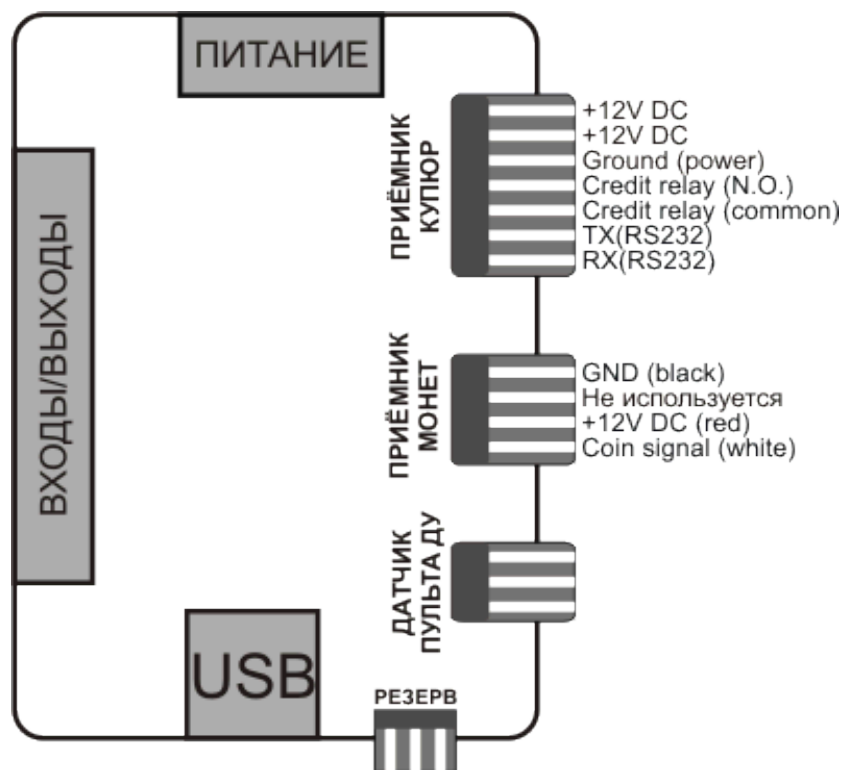 ПИТАНИЕ
ПРИЁМНИК
КУПЮР
+12V DC
+12V DC
Ground (power)
Credit relay (N.O.)
Credit relay (common)
TX(RS232)
RX(RS232)
ВХОДЫ/ВЫХОДЫ
ПРИЁМНИК
МОНЕТ
GND (black)
Не используется
+12V DC (red)
Coin signal (white)
ДАТЧИК
ПУЛЬТА ДУ
USB
РЕЗЕРВ